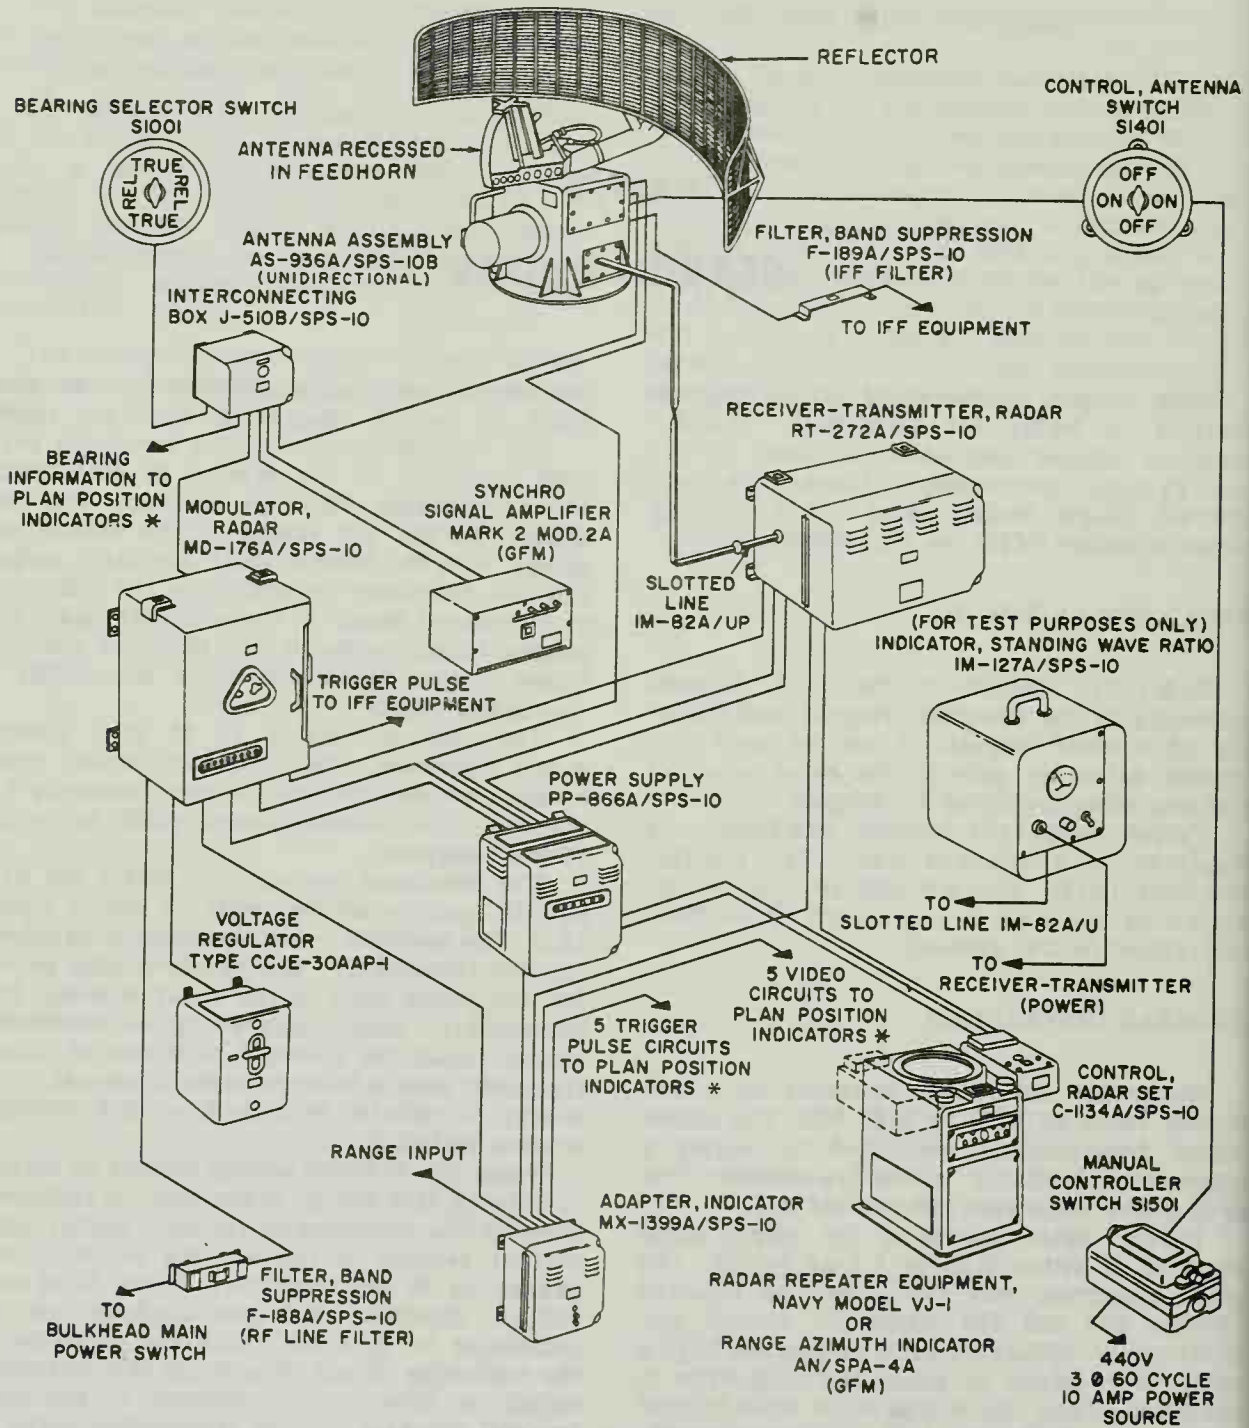 REFLECTOR
CONTROL, ANTENNA
SWITCH
S1401
OFF
ON ON
OFF
BEARING SELECTOR SWITCH
S1001
TRUE
REL REL
TRUE
ANTENNA RECESSED
IN FEEDHORN
ANTENNA ASSEMBLY
AS-936A/SPS-10B
(UNIDIRECTIONAL)
FILTER, BAND SUPPRESSION
F-189A/SPS-10
(IFF FILTER)
TO IFF EQUIPMENT
INTERCONNECTING
BOX J-510B/SPS-10
RECEIVER-TRANSMITTER, RADAR
RT-272A/SPS-10
BEARING
INFORMATION TO
PLAN POSITION
INDICATORS *
MODULATOR,
RADAR
MD-176A/SPS-10
SYNCHRO
SIGNAL AMPLIFIER
MARK 2 MOD.2A
(GFM)
SLOTTED
LINE
IM-82A/UP
(FOR TEST PURPOSES ONLY)
INDICATOR, STANDING WAVE RATIO
IM-127A/SPS-10
TRIGGER PULSE
TO IFF EQUIPMENT
POWER SUPPLY
PP-866A/SPS-10
TO
SLOTTED LINE IM-82A/U
TO
RECEIVER-TRANSMITTER
(POWER)
VOLTAGE
REGULATOR
TYPE CCJE-30AAP-1
5 VIDEO
CIRCUITS TO
PLAN POSITION
INDICATORS *
5 TRIGGER
PULSE CIRCUITS
TO PLAN POSITION
INDICATORS *
CONTROL,
RADAR SET
C-1134A/SPS-10
RANGE INPUT
ADAPTER, INDICATOR
MX-1399A/SPS-10
MANUAL
CONTROLLER
SWITCH S1501
TO
BULKHEAD MAIN
POWER SWITCH
FILTER, BAND
SUPPRESSION
F-188A/SPS-10
(RF LINE FILTER)
RADAR REPEATER EQUIPMENT,
NAVY MODEL VJ-1
OR
RANGE AZIMUTH INDICATOR
AN/SPA-4A
(GFM)
440V
3 Ø 60 CYCLE
10 AMP POWER
SOURCE